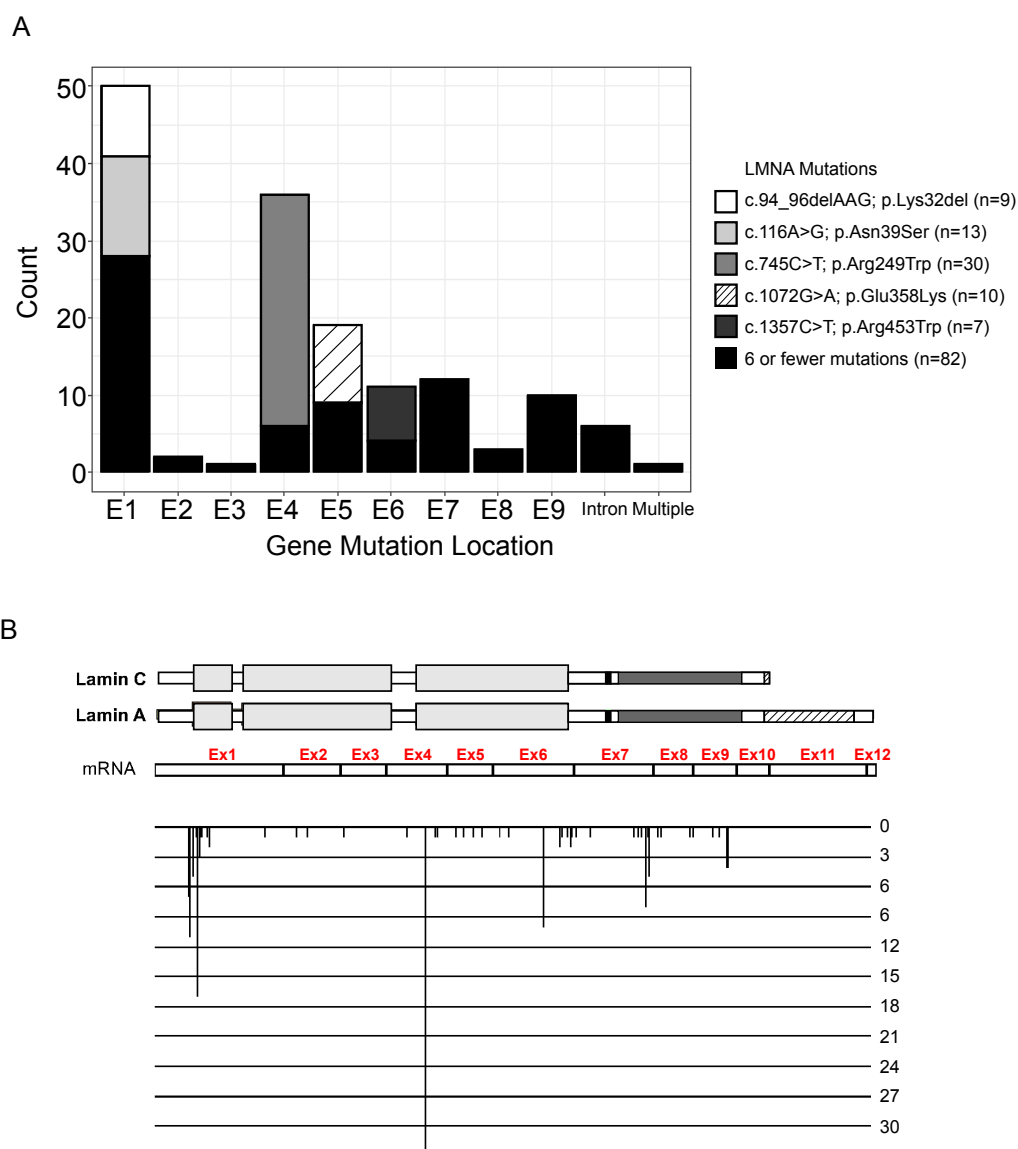 A
50
40
30
20
10
0
Count
E1 E2 E3 E4 E5 E6 E7 E8 E9 Intron Multiple
Gene Mutation Location
LMNA Mutations
c.94_96delAAG; p.Lys32del (n=9)
c.116A>G; p.Asn39Ser (n=13)
c.745C>T; p.Arg249Trp (n=30)
c.1072G>A; p.Glu358Lys (n=10)
c.1357C>T; p.Arg453Trp (n=7)
6 or fewer mutations (n=82)
B
Lamin C
Lamin A
Ex1 Ex2 Ex3 Ex4 Ex5 Ex6 Ex7 Ex8 Ex9 Ex10 Ex11 Ex12
mRNA
0
3
6
6
12
15
18
21
24
27
30